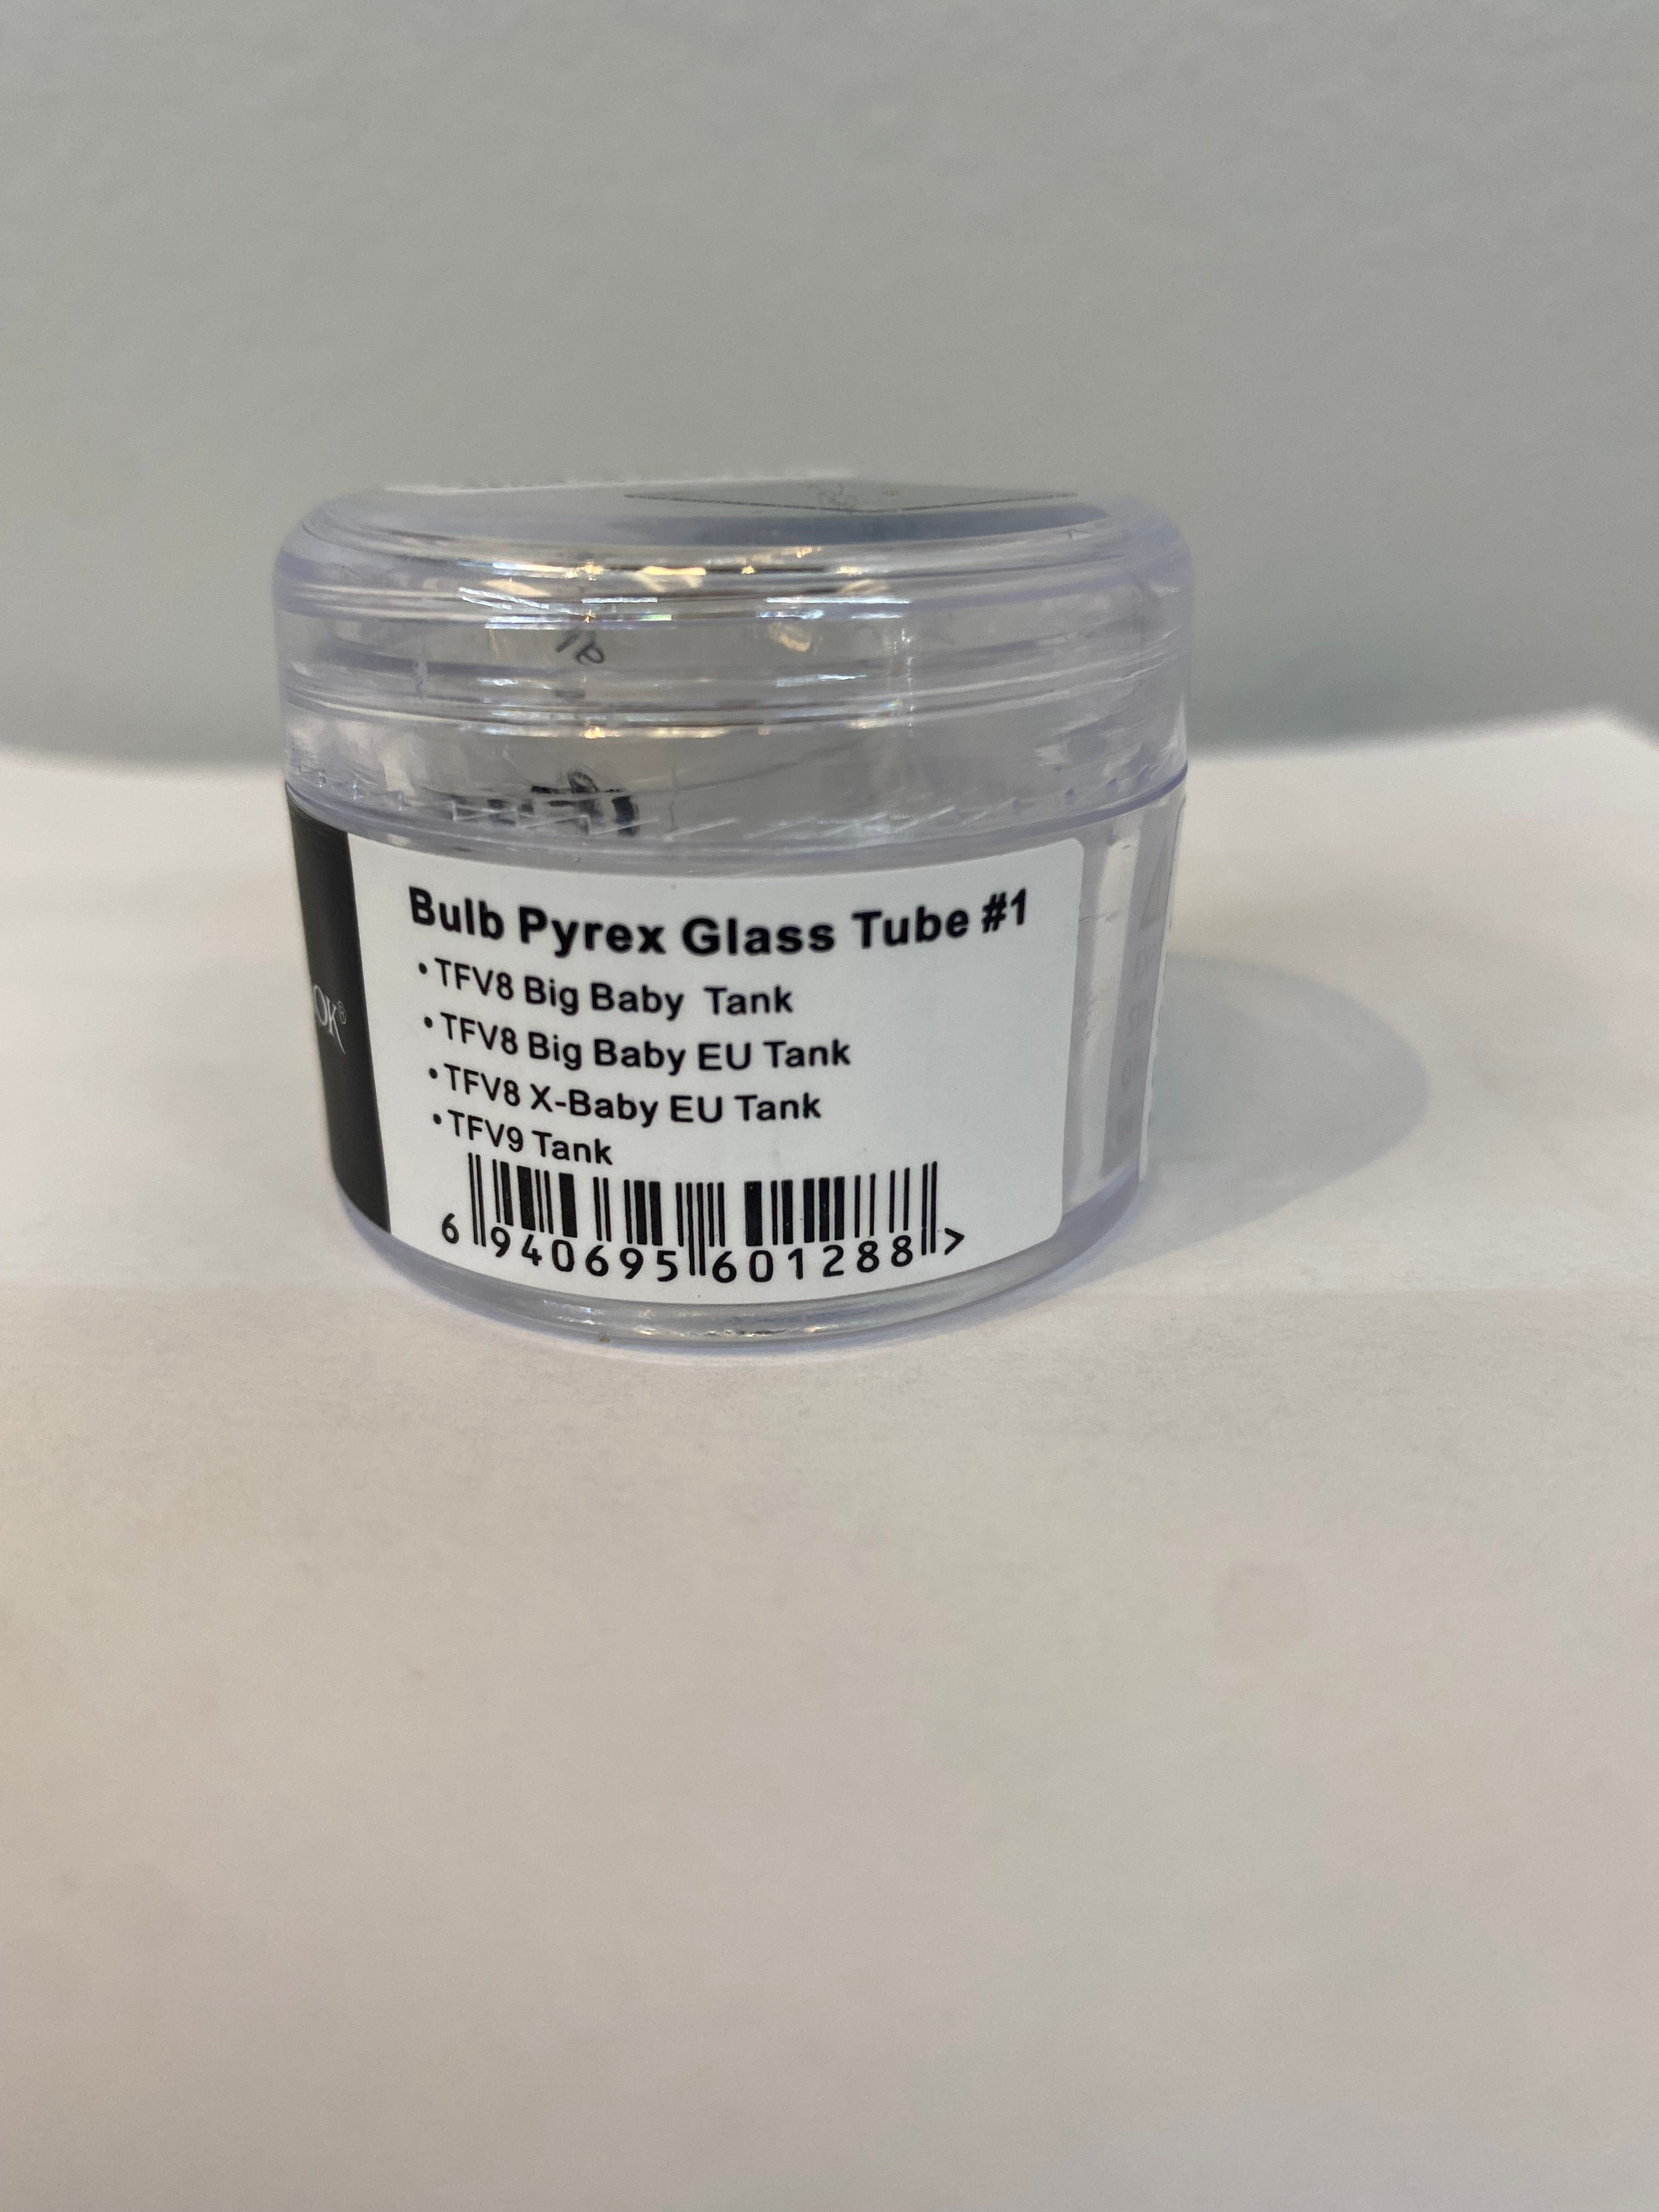 Bulb Pyrex Glass Tube #1
•TFV8 Big Baby Tank
•TFV8 Big Baby EU Tank
•TFV8 X-Baby EU Tank
•TFV9 Tank
6 940695 601288 >
OK®